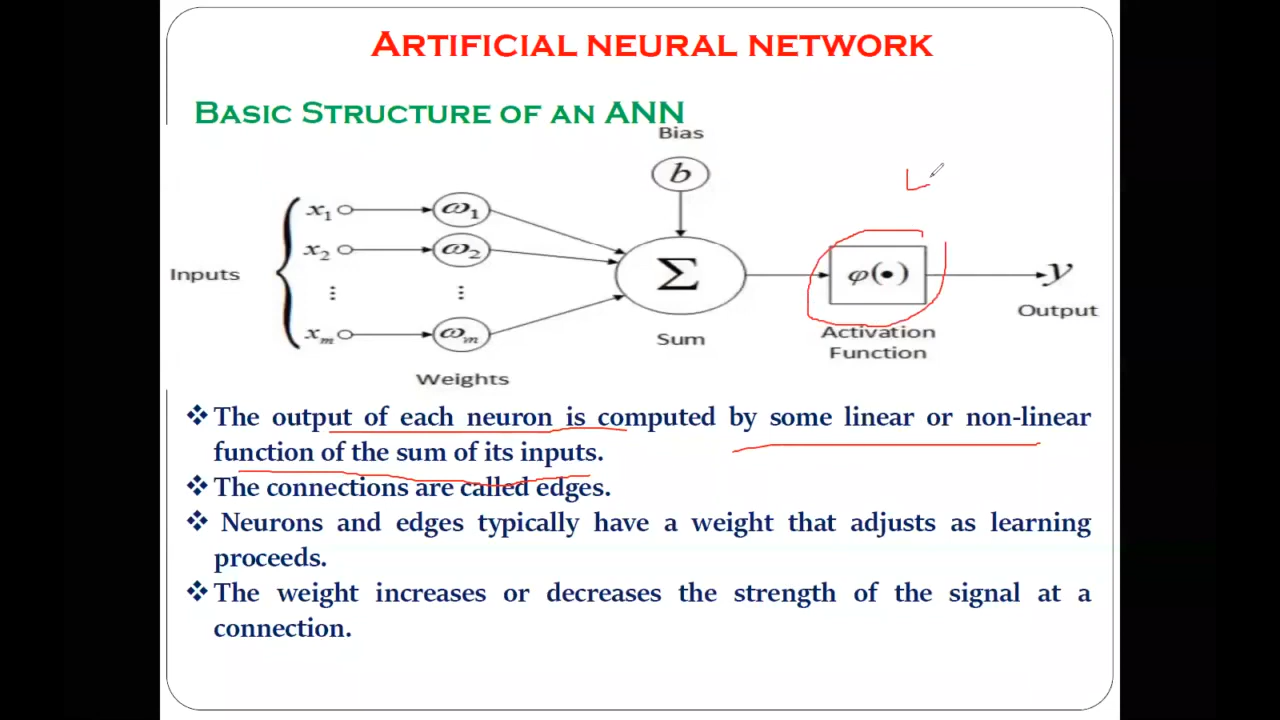 ARTIFICIAL NEURAL NETWORK
BASIC STRUCTURE OF AN ANN
Bias
b
x1 ω1
x2 ω2
Inputs Σ φ(•) y
⋮ ⋮
Output
xm ωm
Sum Activation
Function
Weights
❖ The output of each neuron is computed by some linear or non-linear
function of the sum of its inputs.
❖ The connections are called edges.
❖ Neurons and edges typically have a weight that adjusts as learning
proceeds.
❖ The weight increases or decreases the strength of the signal at a
connection.